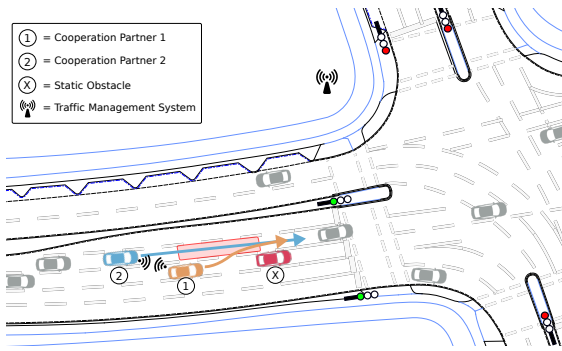 1 = Cooperation Partner 1
2 = Cooperation Partner 2
X = Static Obstacle
= Traffic Management System
2
1
X